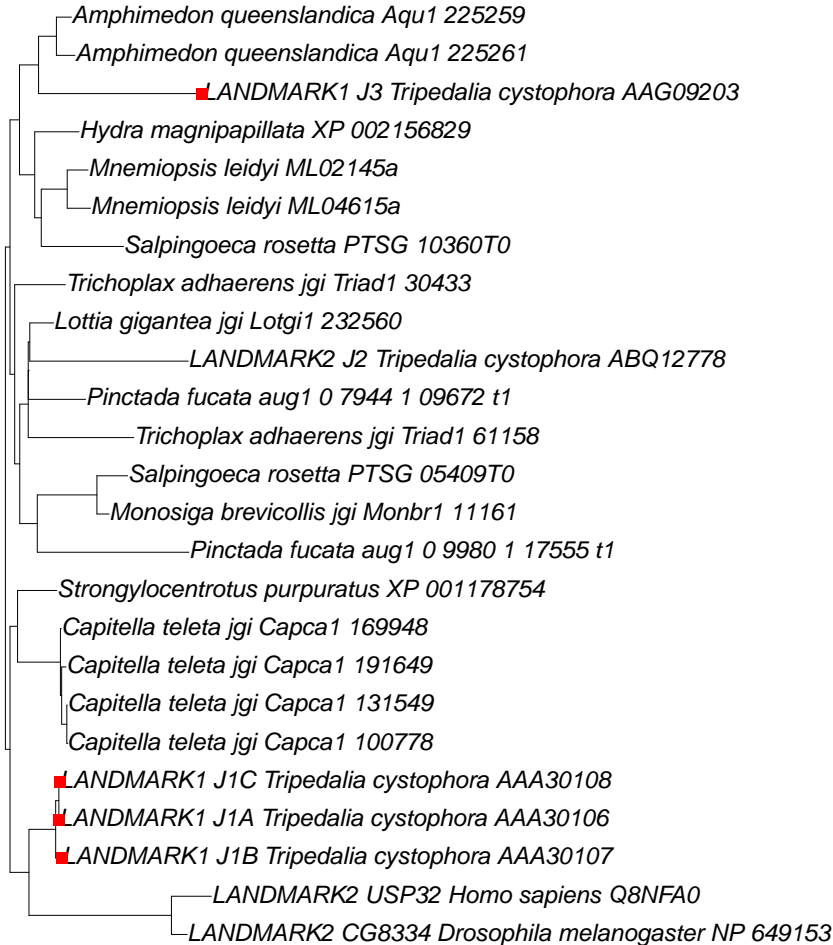 Amphimedon queenslandica Aqu1 225259
Amphimedon queenslandica Aqu1 225261
LANDMARK1 J3 Tripedalia cystophora AAG09203
Hydra magnipapillata XP 002156829
Mnemiopsis leidyi ML02145a
Mnemiopsis leidyi ML04615a
Salpingoeca rosetta PTSG 10360T0
Trichoplax adhaerens jgi Triad1 30433
Lottia gigantea jgi Lotgi1 232560
LANDMARK2 J2 Tripedalia cystophora ABQ12778
Pinctada fucata aug1 0 7944 1 09672 t1
Trichoplax adhaerens jgi Triad1 61158
Salpingoeca rosetta PTSG 05409T0
Monosiga brevicollis jgi Monbr1 11161
Pinctada fucata aug1 0 9980 1 17555 t1
Strongylocentrotus purpuratus XP 001178754
Capitella teleta jgi Capca1 169948
Capitella teleta jgi Capca1 191649
Capitella teleta jgi Capca1 131549
Capitella teleta jgi Capca1 100778
LANDMARK1 J1C Tripedalia cystophora AAA30108
LANDMARK1 J1A Tripedalia cystophora AAA30106
LANDMARK1 J1B Tripedalia cystophora AAA30107
LANDMARK2 USP32 Homo sapiens Q8NFA0
LANDMARK2 CG8334 Drosophila melanogaster NP 649153